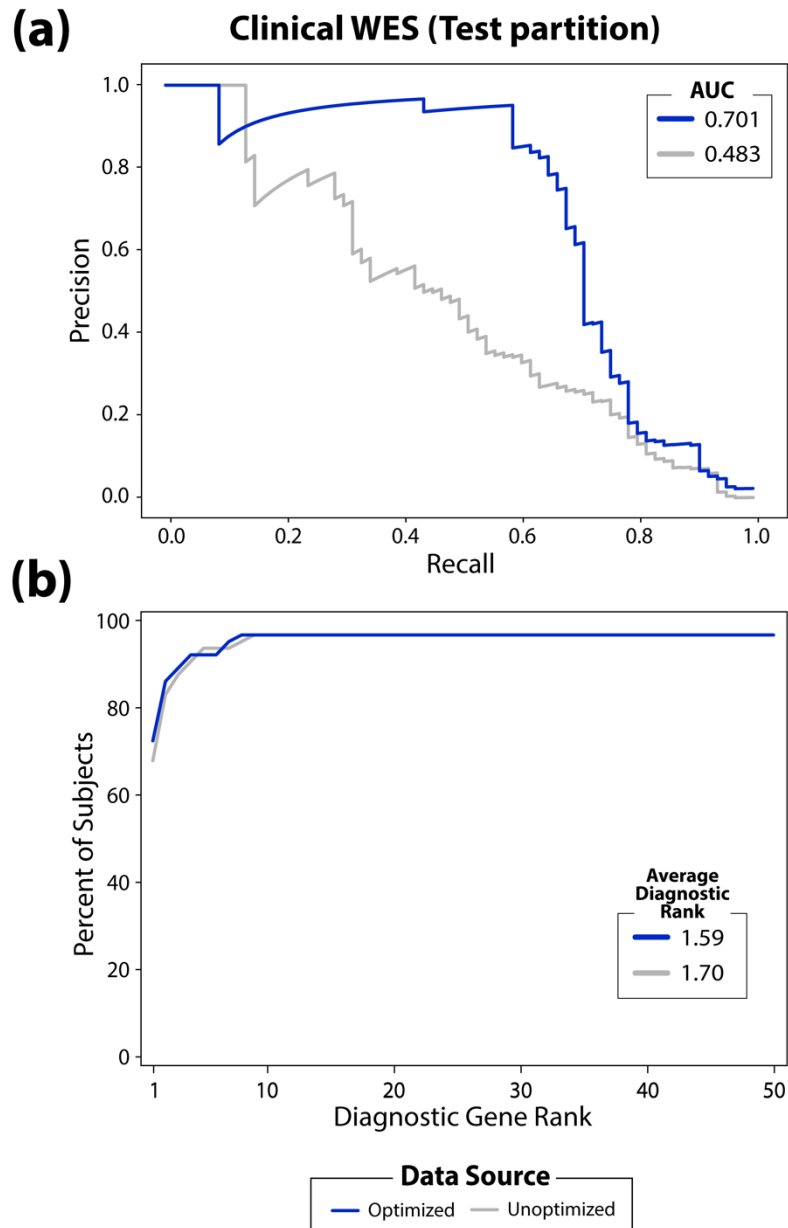 (a)
Clinical WES (Test partition)
AUC
0.701
0.483
Precision
1.0
0.8
0.6
0.4
0.2
0.0
0.0 0.2 0.4 0.6 0.8 1.0
Recall
(b)
Percent of Subjects
100
80
60
40
20
0
Average
Diagnostic
Rank
1.59
1.70
1 10 20 30 40 50
Diagnostic Gene Rank
Data Source
Optimized Unoptimized